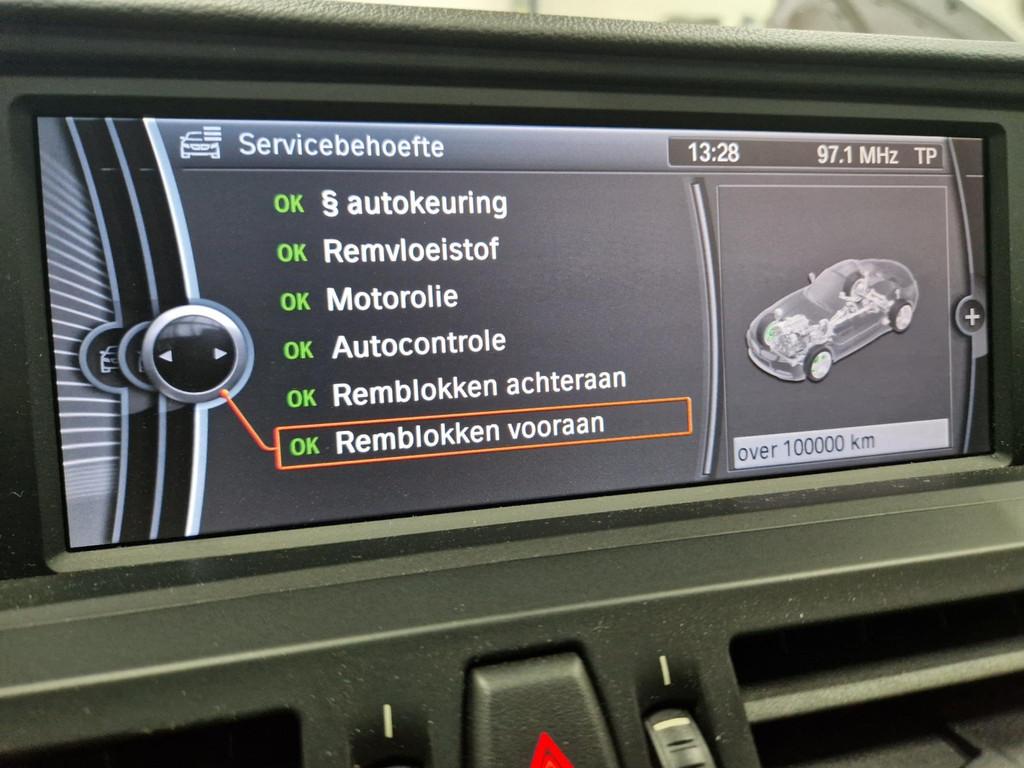 Servicebehoefte
13:28 97.1 MHz TP
OK § autokeuring
OK Remvloeistof
OK Motorolie
OK Autocontrole
OK Remblokken achteraan
OK Remblokken vooraan
over 100000 km